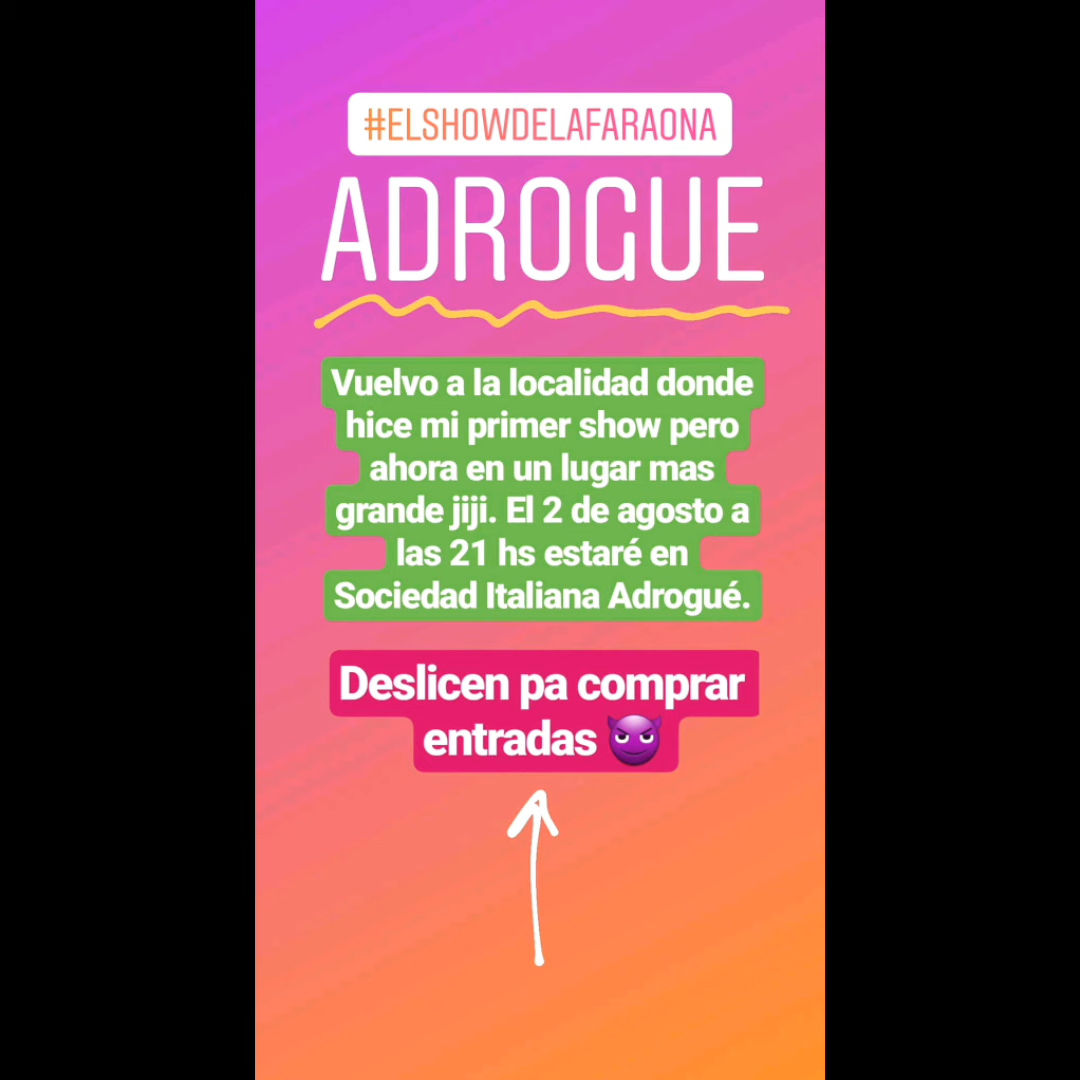 #ELSHOWDELAFARAONA
ADROGUE
Vuelvo a la localidad donde
hice mi primer show pero
ahora en un lugar mas
grande jiji. El 2 de agosto a
las 21 hs estaré en
Sociedad Italiana Adrogué.
Deslicen pa comprar
entradas 😈